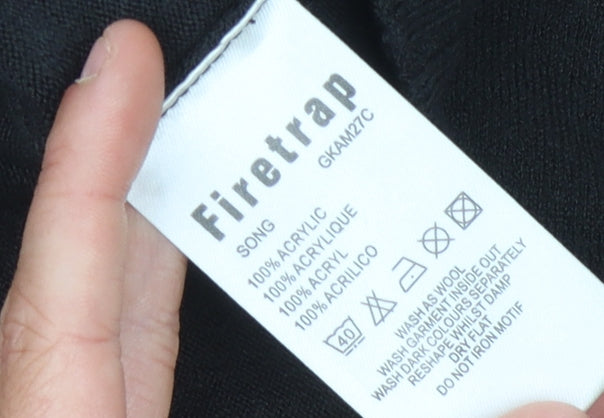 Firetrap
SONG GKAM27C
100% ACRYLIC
100% ACRYLIQUE
100% ACRYL
100% ACRILICO
40
WASH AS WOOL
WASH GARMENT INSIDE OUT
WASH DARK COLOURS SEPARATELY
RESHAPE WHILST DAMP
DRY FLAT
DO NOT IRON MOTIF